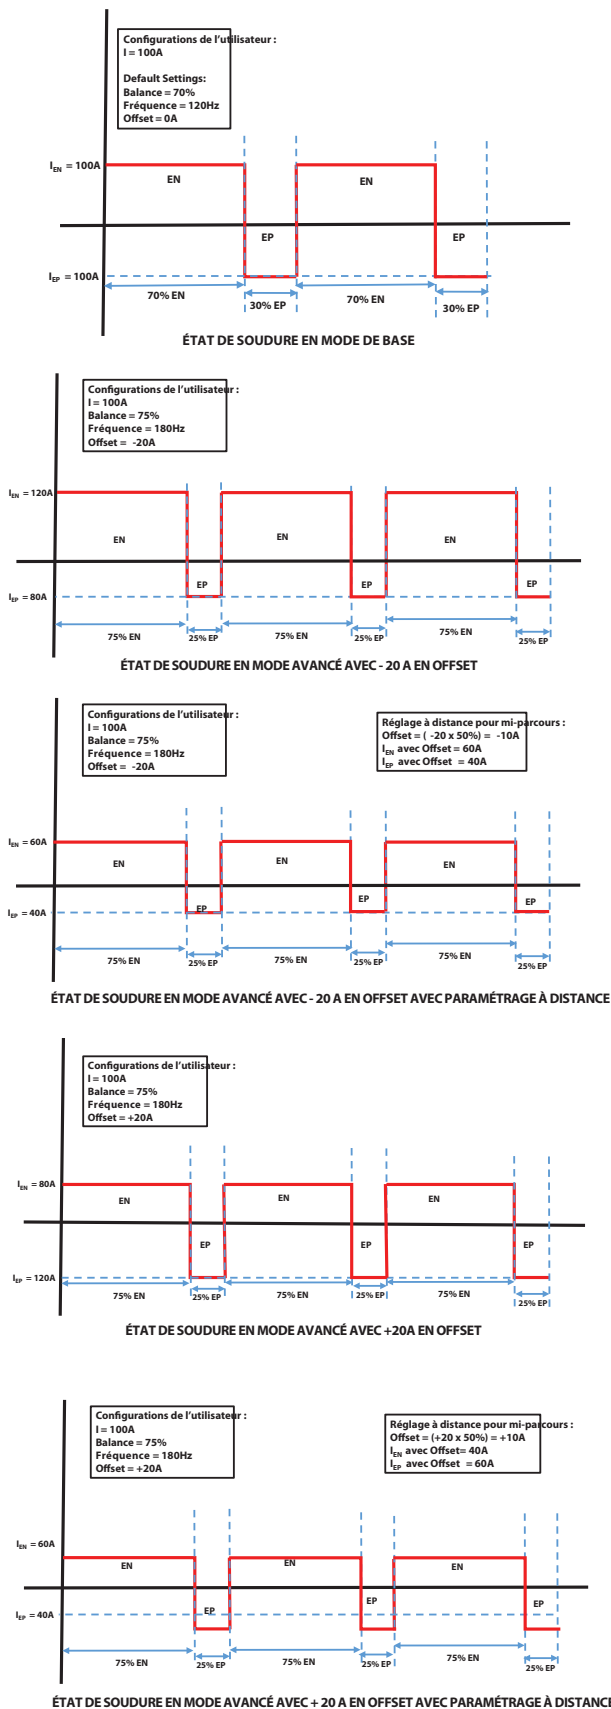 Configurations de l'utilisateur :
I = 100A
Default Settings:
Balance = 70%
Fréquence = 120Hz
Offset = 0A
IEN = 100A
EN
EN
EP
EP
IEP = 100A
70% EN
30% EP
70% EN
30% EP
ÉTAT DE SOUDURE EN MODE DE BASE
Configurations de l'utilisateur :
I = 100A
Balance = 75%
Fréquence = 180Hz
Offset = -20A
IEN = 120A
EN
EN
EN
EP
EP
EP
IEP = 80A
75% EN
25% EP
75% EN
25% EP
75% EN
25% EP
ÉTAT DE SOUDURE EN MODE AVANCÉ AVEC - 20 A EN OFFSET
Configurations de l'utilisateur :
I = 100A
Balance = 75%
Fréquence = 180Hz
Offset = -20A
Réglage à distance pour mi-parcours :
Offset = ( -20 x 50%) = -10A
IEN avec Offset = 60A
IEP avec Offset = 40A
IEN = 60A
EN
EN
EN
EP
EP
EP
IEP = 40A
75% EN
25% EP
75% EN
25% EP
75% EN
25% EP
ÉTAT DE SOUDURE EN MODE AVANCÉ AVEC - 20 A EN OFFSET AVEC PARAMÉTRAGE À DISTANCE
Configurations de l'utilisateur :
I = 100A
Balance = 75%
Fréquence = 180Hz
Offset = +20A
IEN = 80A
EN
EN
EN
EP
EP
EP
IEP = 120A
75% EN
25% EP
75% EN
25% EP
75% EN
25% EP
ÉTAT DE SOUDURE EN MODE AVANCÉ AVEC +20A EN OFFSET
Configurations de l'utilisateur :
I = 100A
Balance = 75%
Fréquence = 180Hz
Offset = +20A
Réglage à distance pour mi-parcours :
Offset = (+20 x 50%) = +10A
IEN avec Offset= 40A
IEP avec Offset = 60A
IEN = 60A
EN
EN
EN
EP
EP
EP
IEP = 40A
75% EN
25% EP
75% EN
25% EP
75% EN
25% EP
ÉTAT DE SOUDURE EN MODE AVANCÉ AVEC + 20 A EN OFFSET AVEC PARAMÉTRAGE À DISTANCE